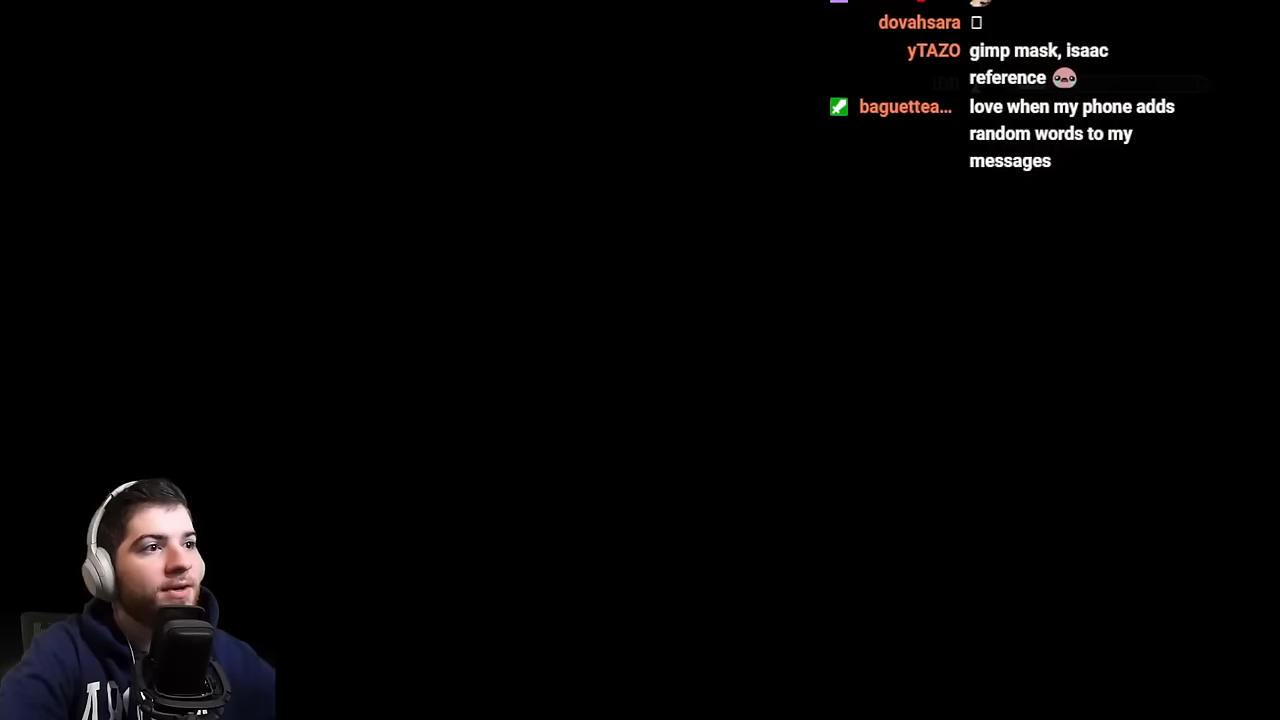 dovahsara
yTAZO gimp mask, isaac
reference
baguettea... love when my phone adds
random words to my
messages